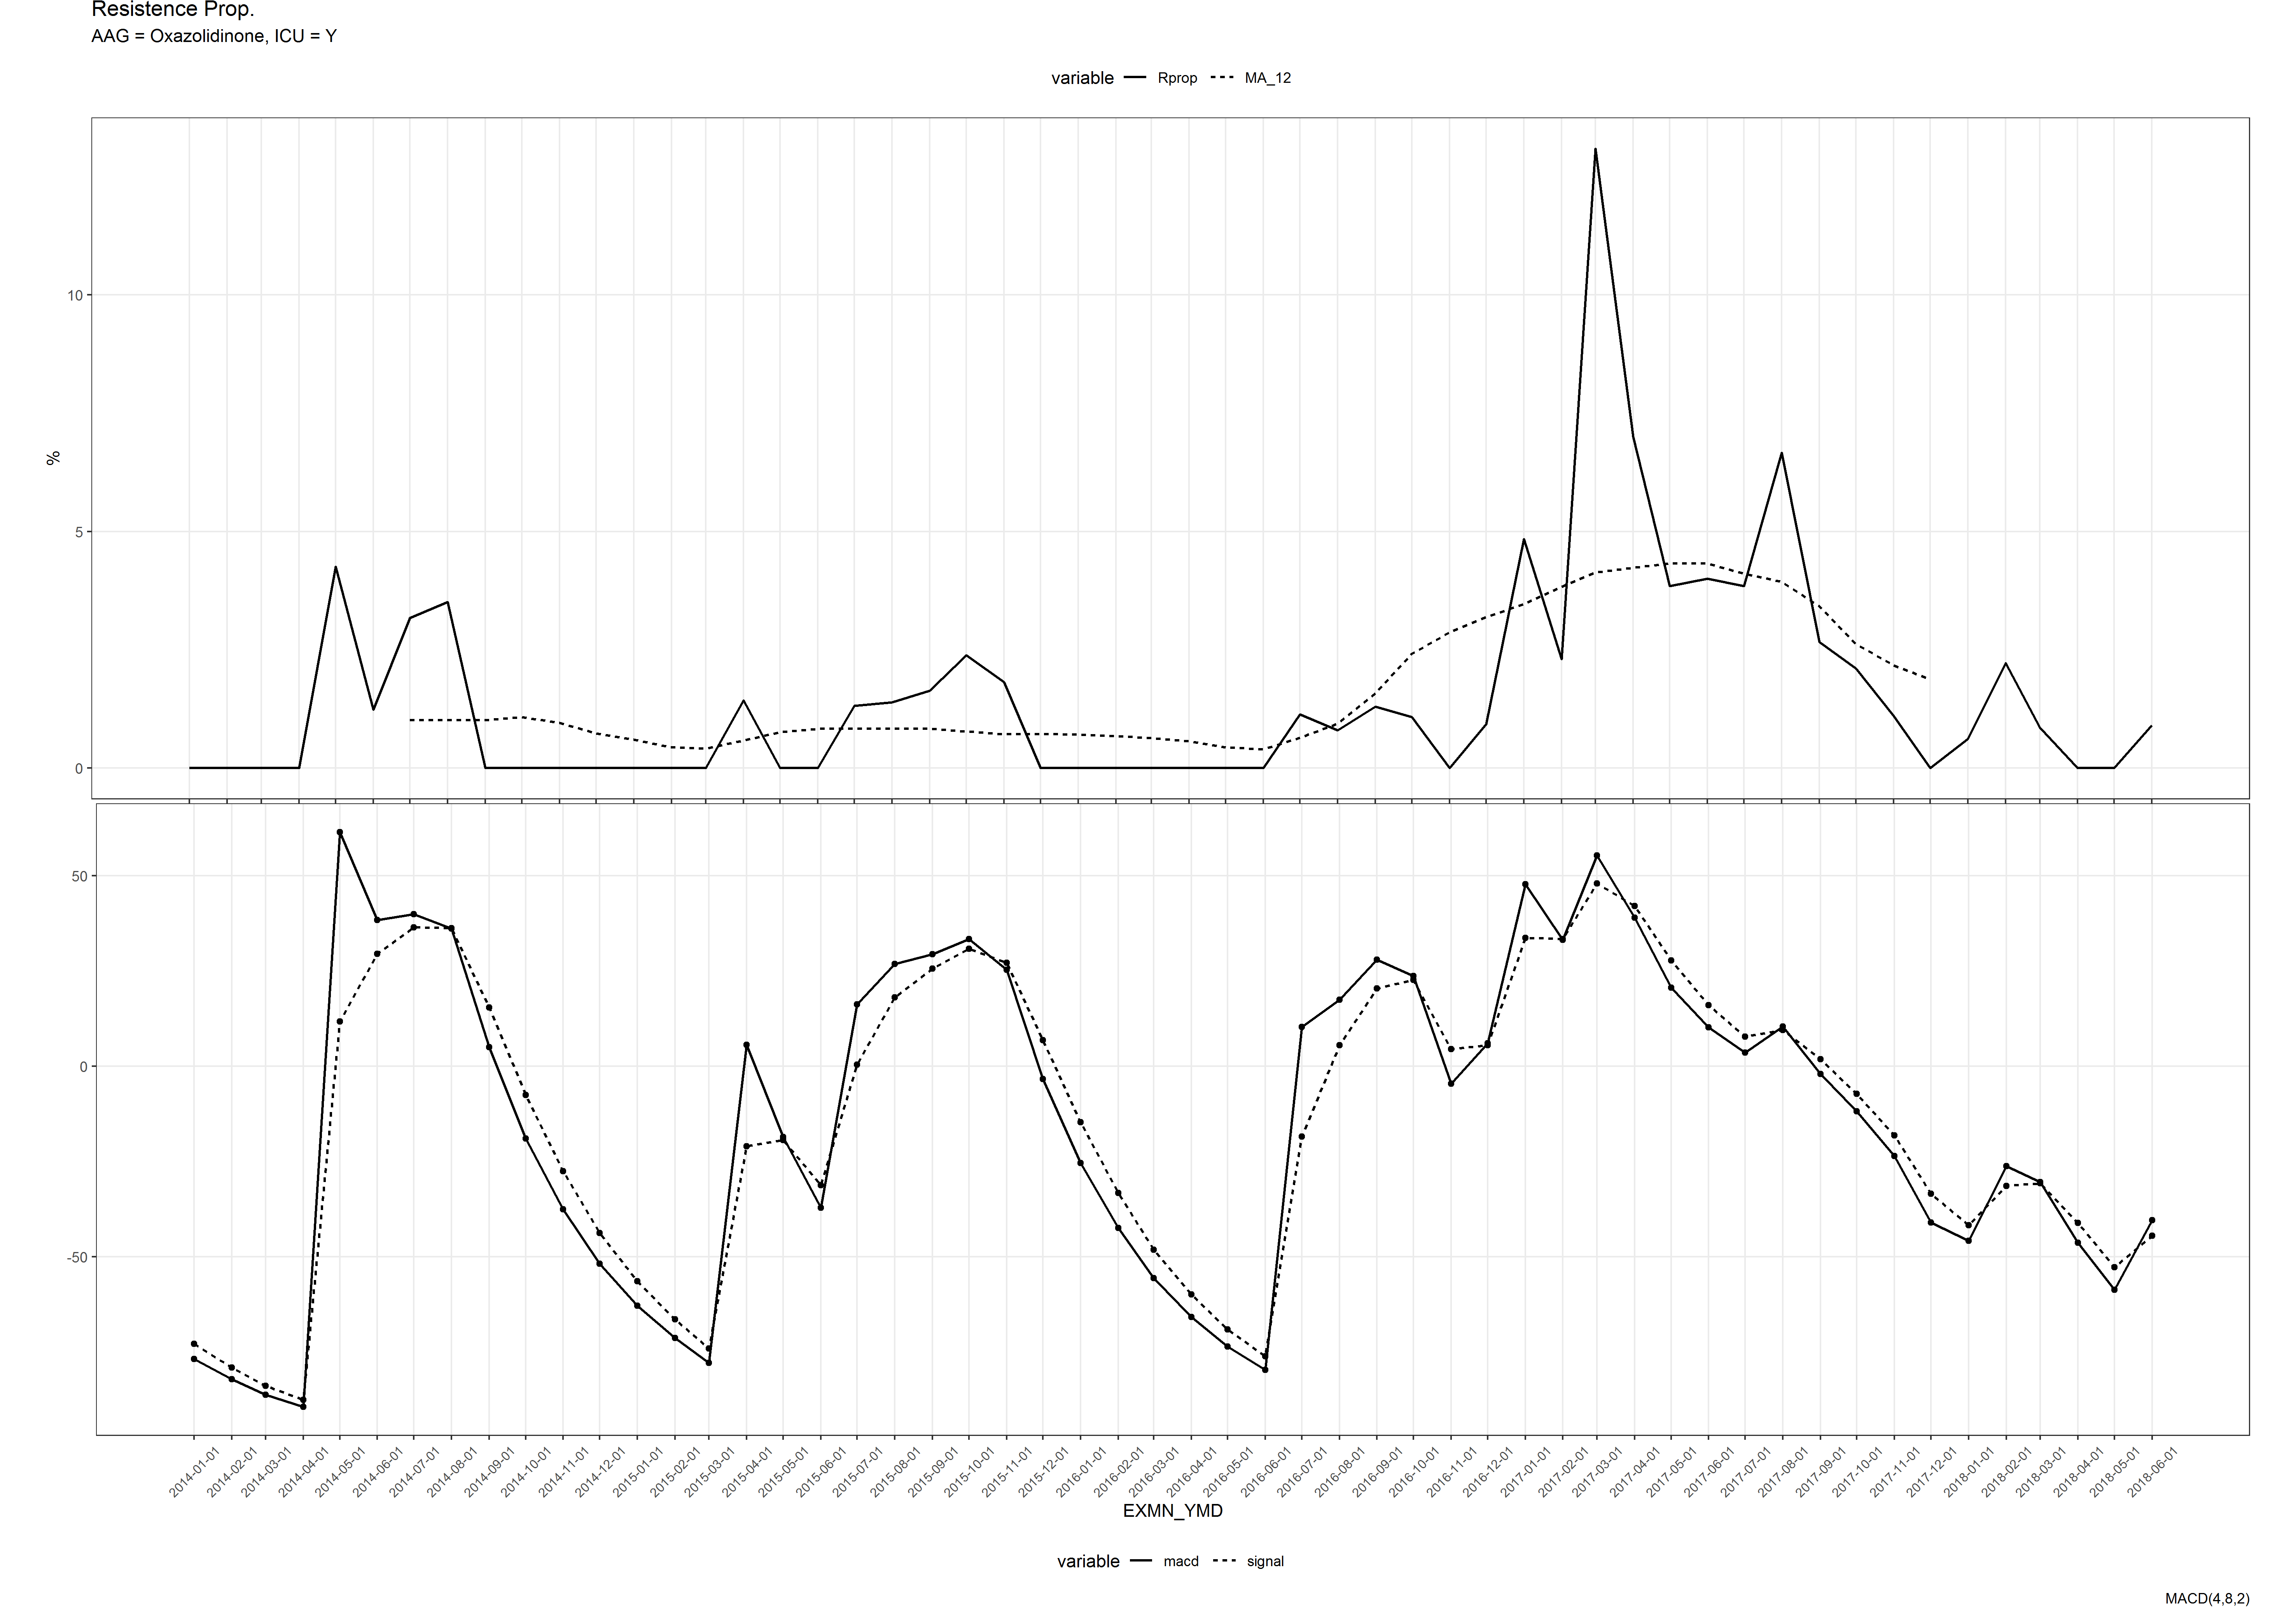 Resistence Prop.
AAG = Oxazolidinone, ICU = Y
variable Rprop MA_12
10
%
5
0
50
0
-50
2014-01-01 2014-02-01 2014-03-01 2014-04-01 2014-05-01 2014-06-01 2014-07-01 2014-08-01 2014-09-01 2014-10-01 2014-11-01 2014-12-01 2015-01-01 2015-02-01 2015-03-01 2015-04-01 2015-05-01 2015-06-01 2015-07-01 2015-08-01 2015-09-01 2015-10-01 2015-11-01 2015-12-01 2016-01-01 2016-02-01 2016-03-01 2016-04-01 2016-05-01 2016-06-01 2016-07-01 2016-08-01 2016-09-01 2016-10-01 2016-11-01 2016-12-01 2017-01-01 2017-02-01 2017-03-01 2017-04-01 2017-05-01 2017-06-01 2017-07-01 2017-08-01 2017-09-01 2017-10-01 2017-11-01 2017-12-01 2018-01-01 2018-02-01 2018-03-01 2018-04-01 2018-05-01 2018-06-01
EXMN_YMD
variable macd signal
MACD(4,8,2)